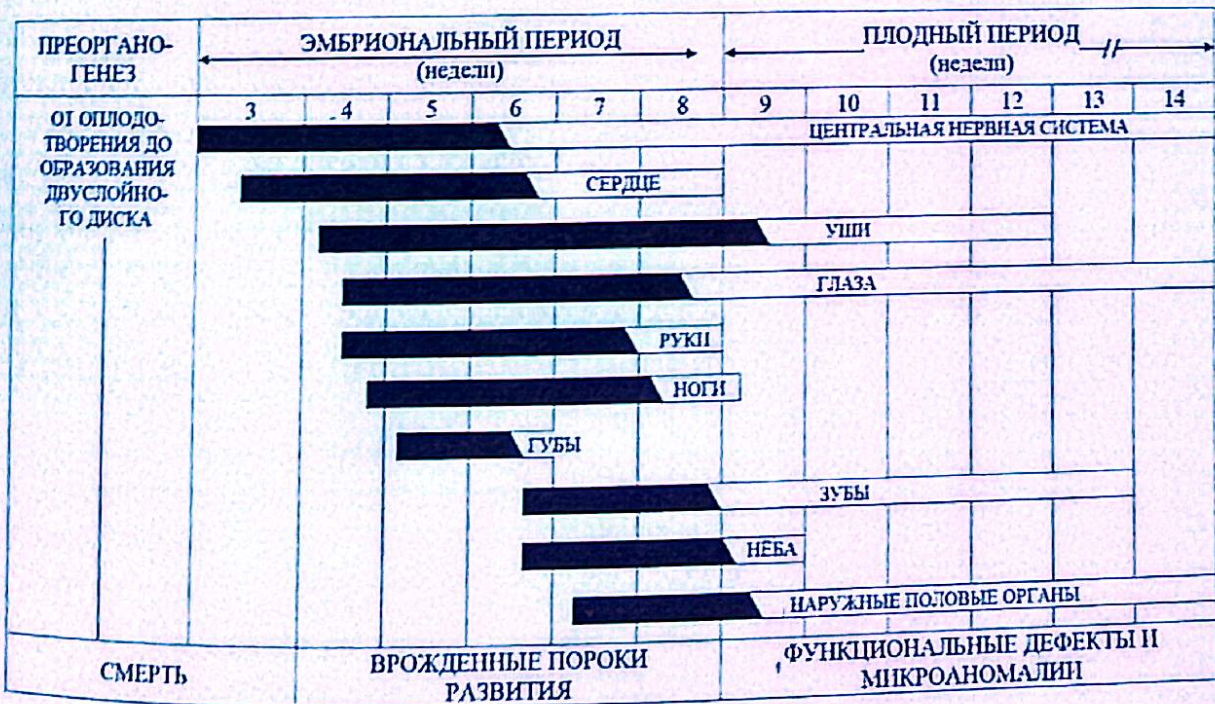 ПРЕОРГАНО-
ГЕНЕЗ
ЭМБРИОНАЛЬНЫЙ ПЕРИОД
(недели)
ПЛОДНЫЙ ПЕРИОД
(недели)
3 4 5 6 7 8 9 10 11 12 13 14
ОТ ОПЛОДО-
ТВОРЕНИЯ ДО
ОБРАЗОВАНИЯ
ДВУСЛОЙНО-
ГО ДИСКА
ЦЕНТРАЛЬНАЯ НЕРВНАЯ СИСТЕМА
СЕРДЦЕ
УШИ
ГЛАЗА
РУКИ
НОГИ
ГУБЫ
ЗУБЫ
НЁБА
НАРУЖНЫЕ ПОЛОВЫЕ ОРГАНЫ
СМЕРТЬ
ВРОЖДЕННЫЕ ПОРОКИ
РАЗВИТИЯ
ФУНКЦИОНАЛЬНЫЕ ДЕФЕКТЫ И
МИКРОАНОМАЛИИ